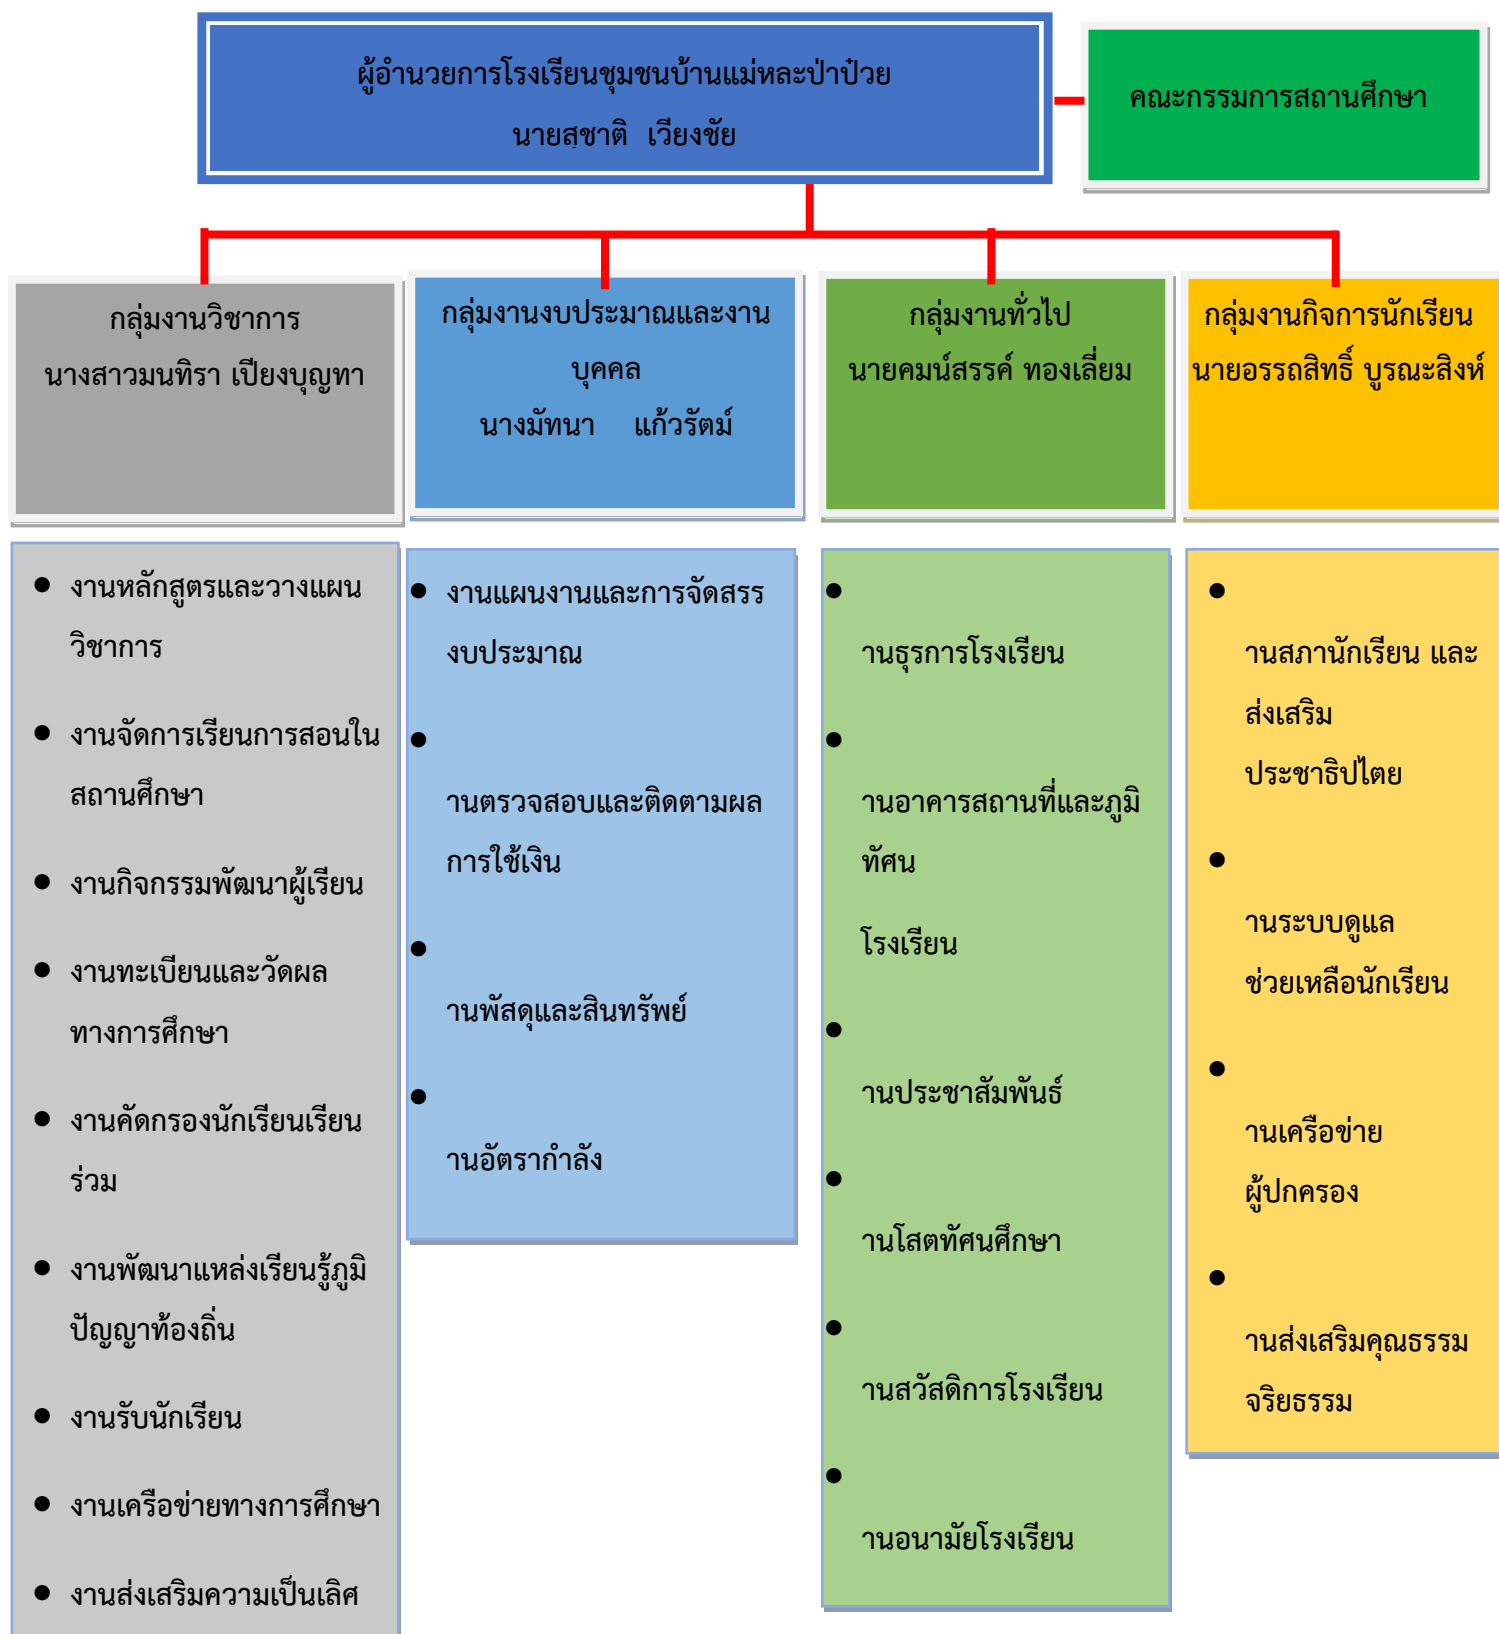 ผู้อำนวยการโรงเรียนชุมชนบ้านแม่หละป่าป๋วย
นายสุชาติ เวียงชัย
คณะกรรมการสถานศึกษา
กลุ่มงานวิชาการ
นางสาวมนทิรา เปียงบุญทา
กลุ่มงานงบประมาณและงาน
บุคคล
นางมัทนา แก้วรัตม์
กลุ่มงานทั่วไป
นายคมน์สรรค์ ทองเลี่ยม
กลุ่มงานกิจการนักเรียน
นายอรรถสิทธิ์ บูรณะสิงห์
● งานหลักสูตรและวางแผน
วิชาการ
● งานจัดการเรียนการสอนใน
สถานศึกษา
● งานกิจกรรมพัฒนาผู้เรียน
● งานทะเบียนและวัดผล
ทางการศึกษา
● งานคัดกรองนักเรียนเรียน
ร่วม
● งานพัฒนาแหล่งเรียนรู้ภูมิ
ปัญญาท้องถิ่น
● งานรับนักเรียน
● งานเครือข่ายทางการศึกษา
● งานส่งเสริมความเป็นเลิศ
● งานแผนงานและการจัดสรร
งบประมาณ
●
านตรวจสอบและติดตามผล
การใช้เงิน
●
านพัสดุและสินทรัพย์
●
านอัตรากำลัง
●
านธุรการโรงเรียน
●
านอาคารสถานที่และภูมิ
ทัศน
โรงเรียน
●
านประชาสัมพันธ์
●
านโสตทัศนศึกษา
●
านสวัสดิการโรงเรียน
●
านอนามัยโรงเรียน
●
านสภานักเรียน และ
ส่งเสริม
ประชาธิปไตย
●
านระบบดูแล
ช่วยเหลือนักเรียน
●
านเครือข่าย
ผู้ปกครอง
●
านส่งเสริมคุณธรรม
จริยธรรม